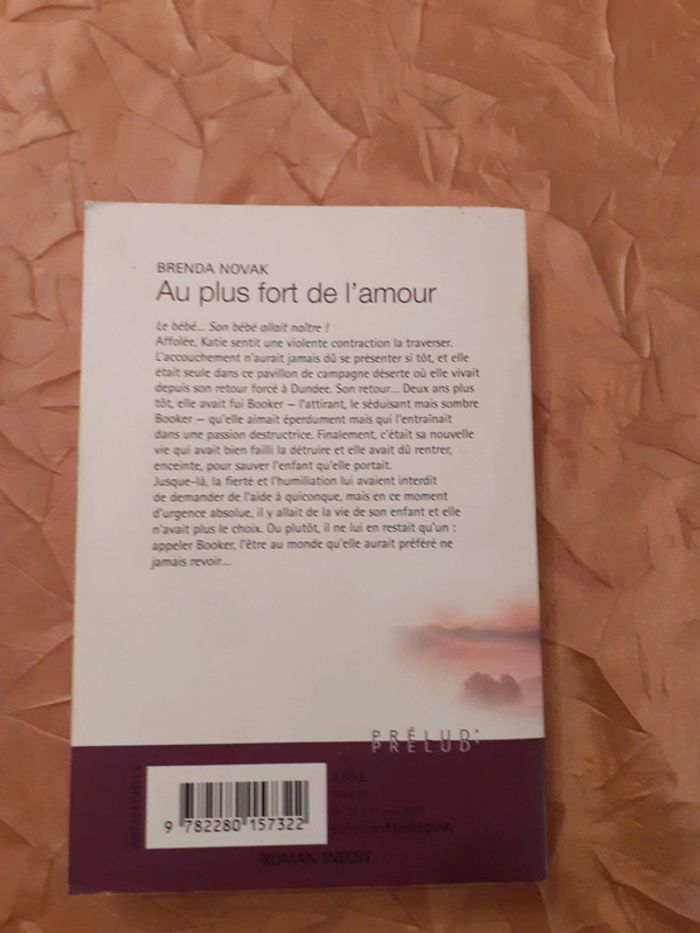 BRENDA NOVAK
Au plus fort de l'amour
Le bébé... Son bébé allait naître !
Affolée, Katie sentit une violente contraction la traverser.
L'accouchement n'aurait jamais dû se présenter si tôt, et elle
était seule dans ce pavillon de campagne déserte où elle vivait
depuis son retour forcé à Dundee. Son retour... Deux ans plus
tôt, elle avait fui Booker — l'attirant, le séduisant mais sombre
Booker — qu'elle aimait éperdument mais qui l'entraînait
dans une passion destructrice. Finalement, c'était sa nouvelle
vie qui avait bien failli la détruire et elle avait dû rentrer,
enceinte, pour sauver l'enfant qu'elle portait.
Jusque-là, la fierté et l'humiliation lui avaient interdit
de demander de l'aide à quiconque, mais en ce moment
d'urgence absolue, il y allait de la vie de son enfant et elle
n'avait plus le choix. Ou plutôt, il ne lui en restait qu'un :
appeler Booker, l'être au monde qu'elle aurait préféré ne
jamais revoir...
PRÉLUD'
PRELUD'
4,95 €
éditions Harlequin
9 782280 157322
ROMAN INÉDIT